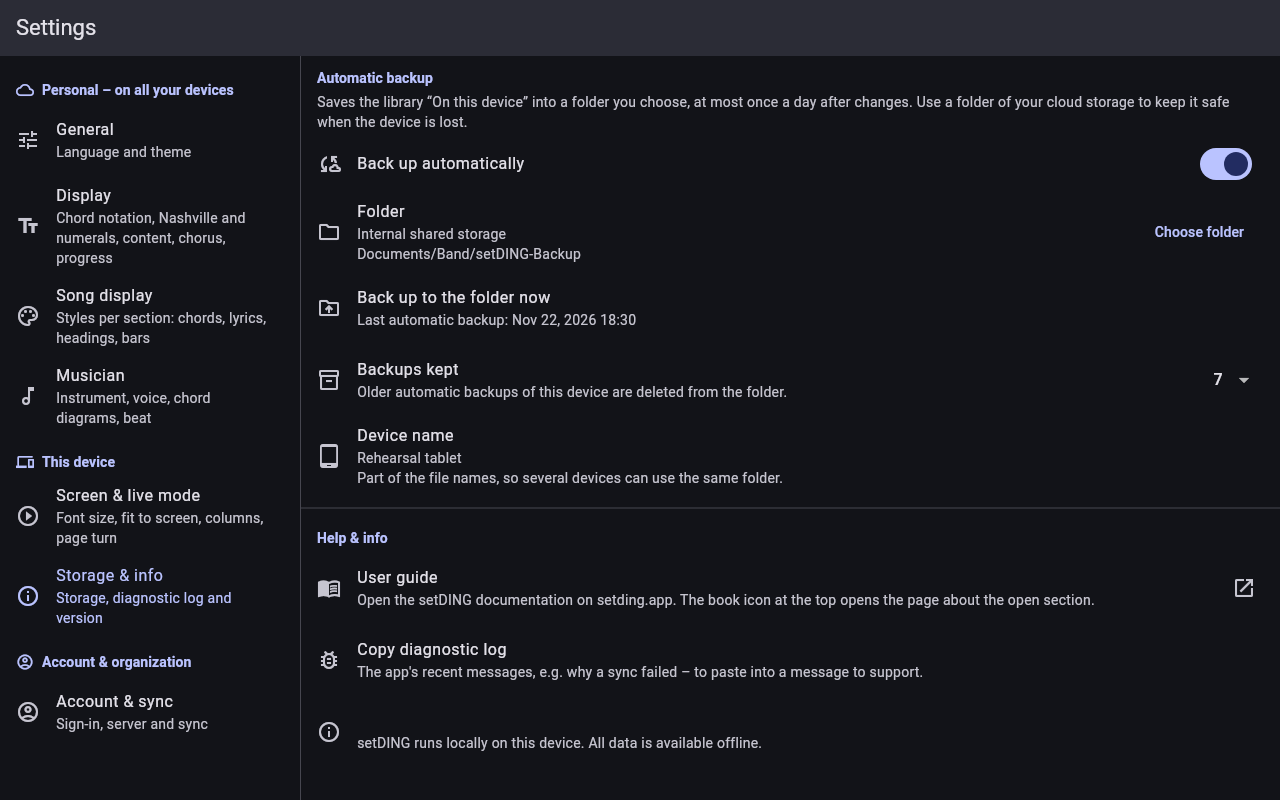 Settings
Personal – on all your devices
General
Language and theme
Display
Chord notation, Nashville and
numerals, content, chorus,
progress
Song display
Styles per section: chords, lyrics,
headings, bars
Musician
Instrument, voice, chord
diagrams, beat
This device
Screen & live mode
Font size, fit to screen, columns,
page turn
Storage & info
Storage, diagnostic log and
version
Account & organization
Account & sync
Sign-in, server and sync
Automatic backup
Saves the library “On this device” into a folder you choose, at most once a day after changes. Use a folder of your cloud storage to keep it safe
when the device is lost.
Back up automatically
Folder
Internal shared storage
Documents/Band/setDING-Backup
Choose folder
Back up to the folder now
Last automatic backup: Nov 22, 2026 18:30
Backups kept
Older automatic backups of this device are deleted from the folder.
7
Device name
Rehearsal tablet
Part of the file names, so several devices can use the same folder.
Help & info
User guide
Open the setDING documentation on setding.app. The book icon at the top opens the page about the open section.
Copy diagnostic log
The app's recent messages, e.g. why a sync failed – to paste into a message to support.
setDING runs locally on this device. All data is available offline.